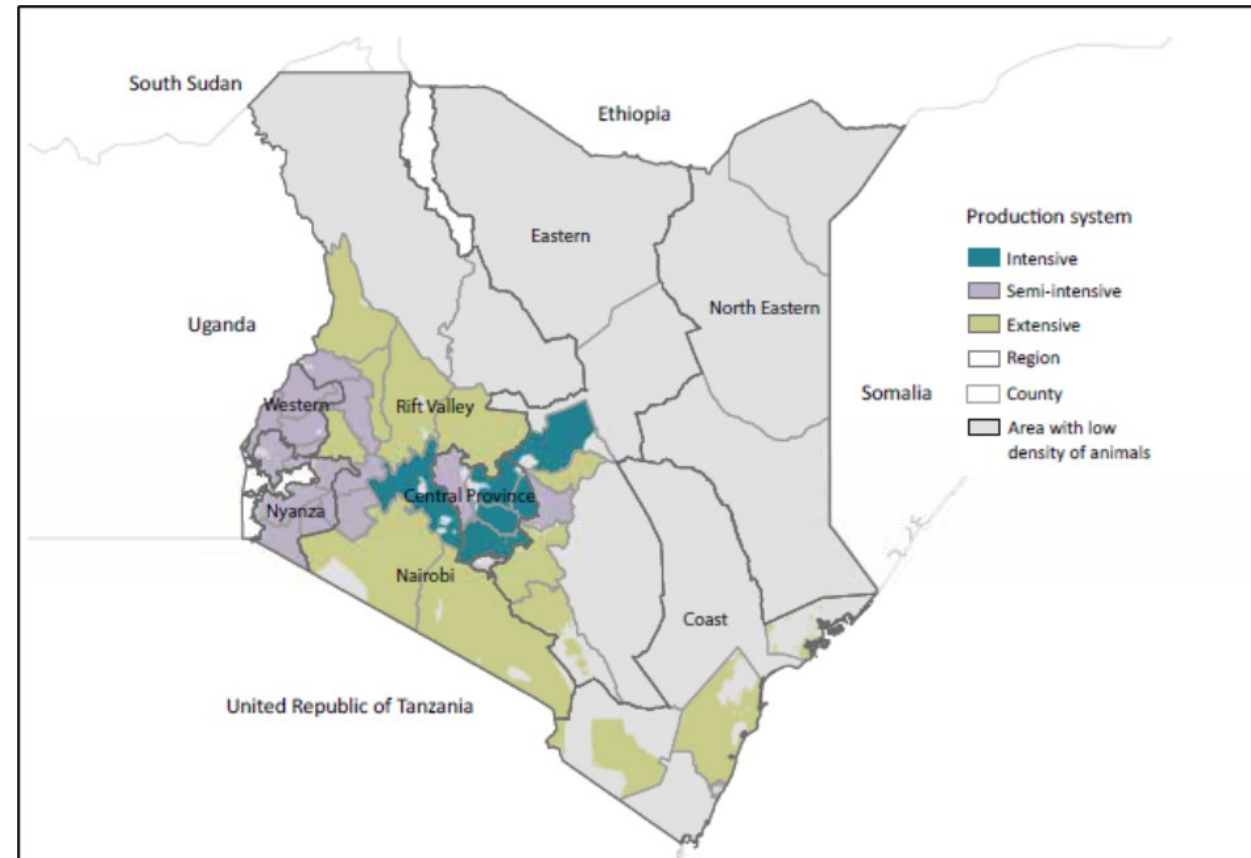 South Sudan
Ethiopia
Eastern
North Eastern
Uganda
Somalia
Western
Rift Valley
Central Province
Nyanza
Nairobi
Coast
United Republic of Tanzania
Production system
Intensive
Semi-intensive
Extensive
Region
County
Area with low
density of animals